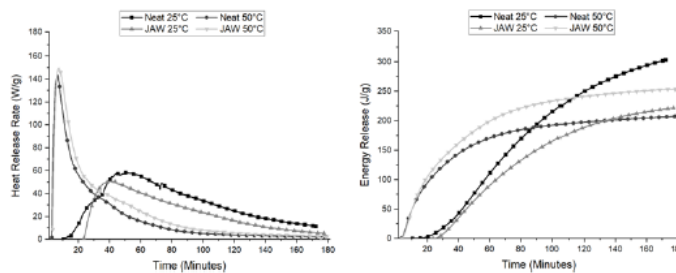 Neat 25°C Neat 50°C
JAW 25°C JAW 50°C
Heat Release Rate (W/g)
180
160
140
120
100
80
60
40
20
0
0 20 40 60 80 100 120 140 160 180
Time (Minutes)
Neat 25°C Neat 50°C
JAW 25°C JAW 50°C
Energy Release (J/g)
350
300
250
200
150
100
50
0
0 20 40 60 80 100 120 140 160
Time (Minutes)